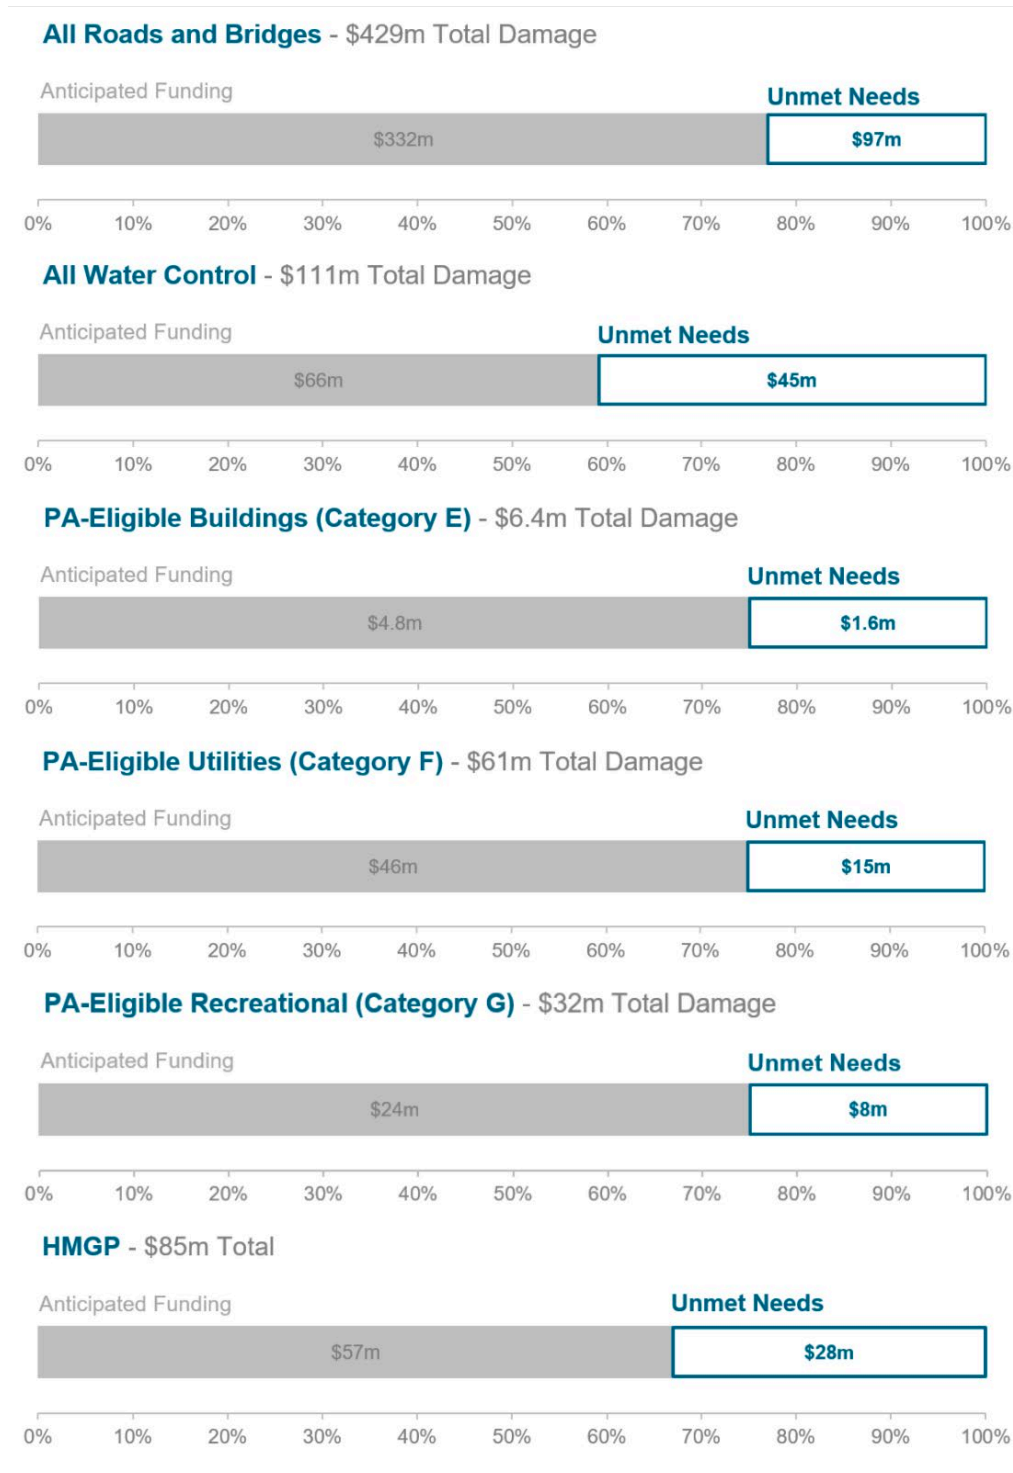 All Roads and Bridges - $429m Total Damage
Anticipated Funding
Unmet Needs
$332m
$97m
0% 10% 20% 30% 40% 50% 60% 70% 80% 90% 100%
All Water Control - $111m Total Damage
Anticipated Funding
Unmet Needs
$66m
$45m
0% 10% 20% 30% 40% 50% 60% 70% 80% 90% 100%
PA-Eligible Buildings (Category E) - $6.4m Total Damage
Anticipated Funding
Unmet Needs
$4.8m
$1.6m
0% 10% 20% 30% 40% 50% 60% 70% 80% 90% 100%
PA-Eligible Utilities (Category F) - $61m Total Damage
Anticipated Funding
Unmet Needs
$46m
$15m
0% 10% 20% 30% 40% 50% 60% 70% 80% 90% 100%
PA-Eligible Recreational (Category G) - $32m Total Damage
Anticipated Funding
Unmet Needs
$24m
$8m
0% 10% 20% 30% 40% 50% 60% 70% 80% 90% 100%
HMGP - $85m Total
Anticipated Funding
Unmet Needs
$57m
$28m
0% 10% 20% 30% 40% 50% 60% 70% 80% 90% 100%